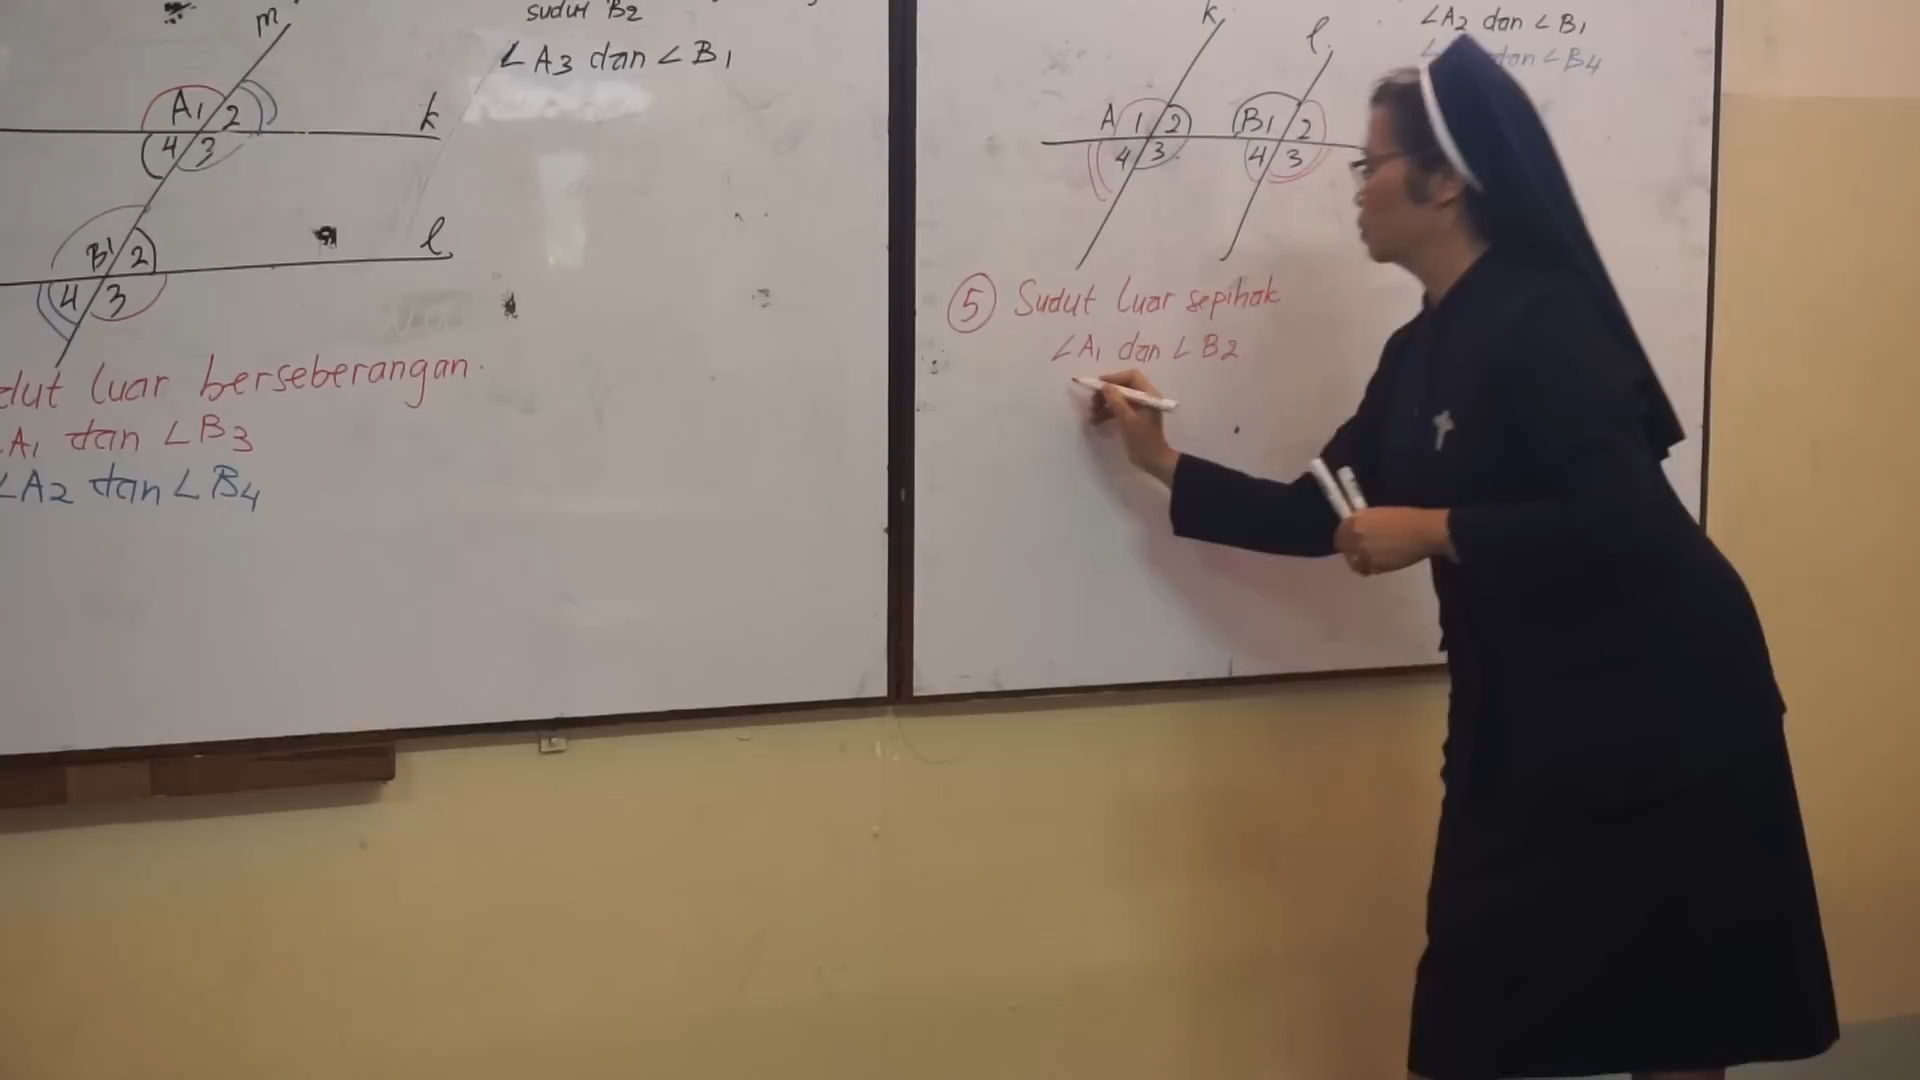 m
sudut B2
∠A3 dan ∠B1
A1 2
k
4 3
B1 2
l
4 3
dut luar berseberangan.
∠A1 dan ∠B3
∠A2 dan ∠B4
k
l
∠A2 dan ∠B1
∠ dan ∠B4
A 1 2
B1 2
4 3
4 3
5 Sudut luar sepihak
∠A1 dan ∠B2